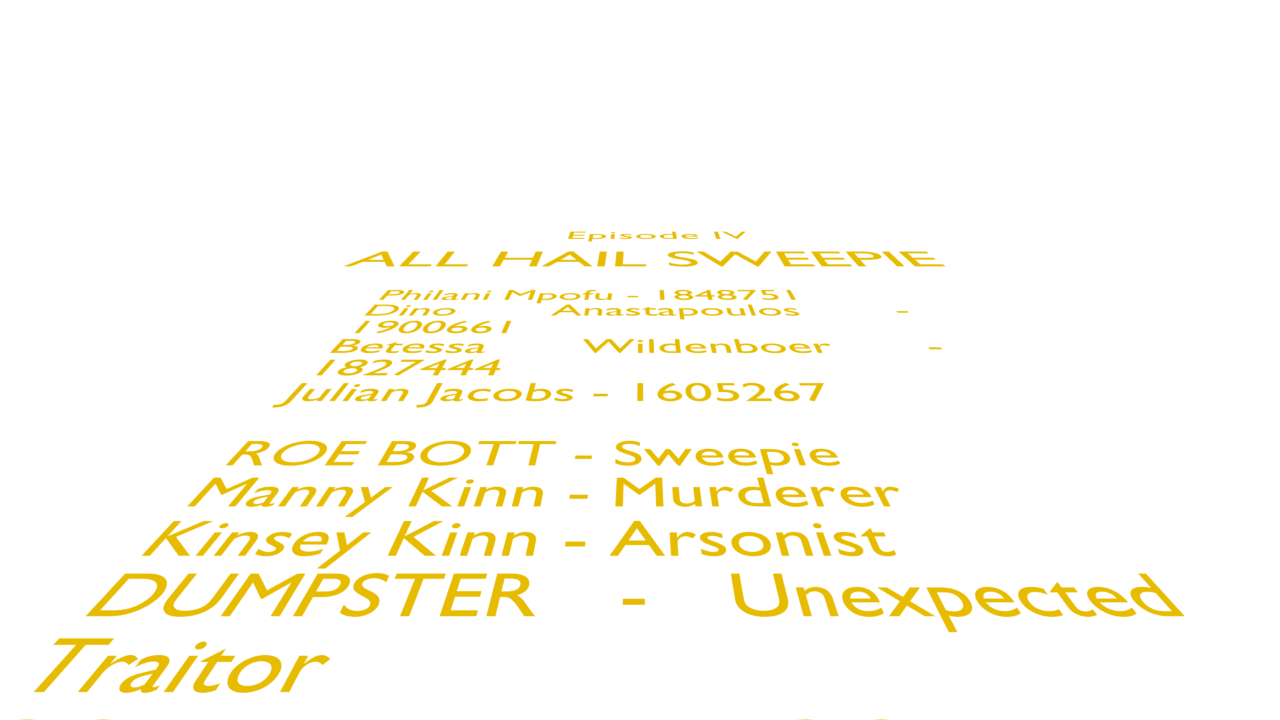 Episode IV
ALL HAIL SWEEPIE
Philani Mpofu - 1848751
Dino Anastapoulos -
1900661
Betessa Wildenboer -
1827444
Julian Jacobs - 1605267
ROE BOTT - Sweepie
Manny Kinn - Murderer
Kinsey Kinn - Arsonist
DUMPSTER - Unexpected
Traitor